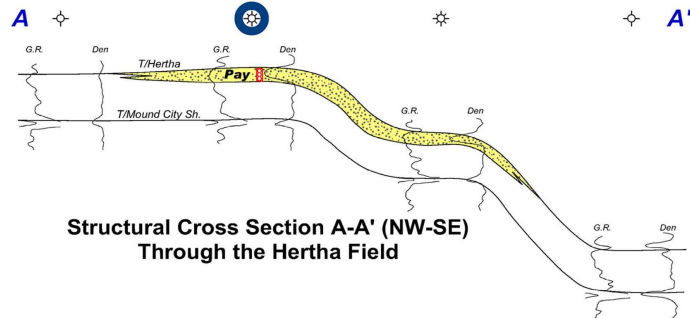 A
A'
G.R.
Den
T/Hertha
G.R.
Den
Pay
T/Mound City Sh.
G.R.
Den
Structural Cross Section A-A' (NW-SE)
Through the Hertha Field
G.R.
Den